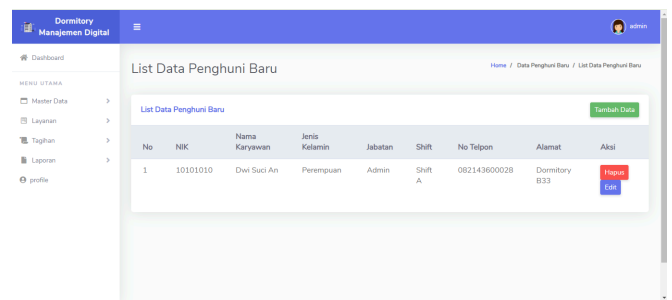 Dormitory
Manajemen Digital
admin
Dashboard
MENU UTAMA
Master Data
Layanan
Tagihan
Laporan
profile
List Data Penghuni Baru
Home / Data Penghuni Baru / List Data Penghuni Baru
List Data Penghuni Baru
Tambah Data
No NIK Nama Karyawan Jenis Kelamin Jabatan Shift No Telpon Alamat Aksi
1 10101010 Dwi Suci An Perempuan Admin Shift A 082143600028 Dormitory B33 Hapus
Edit